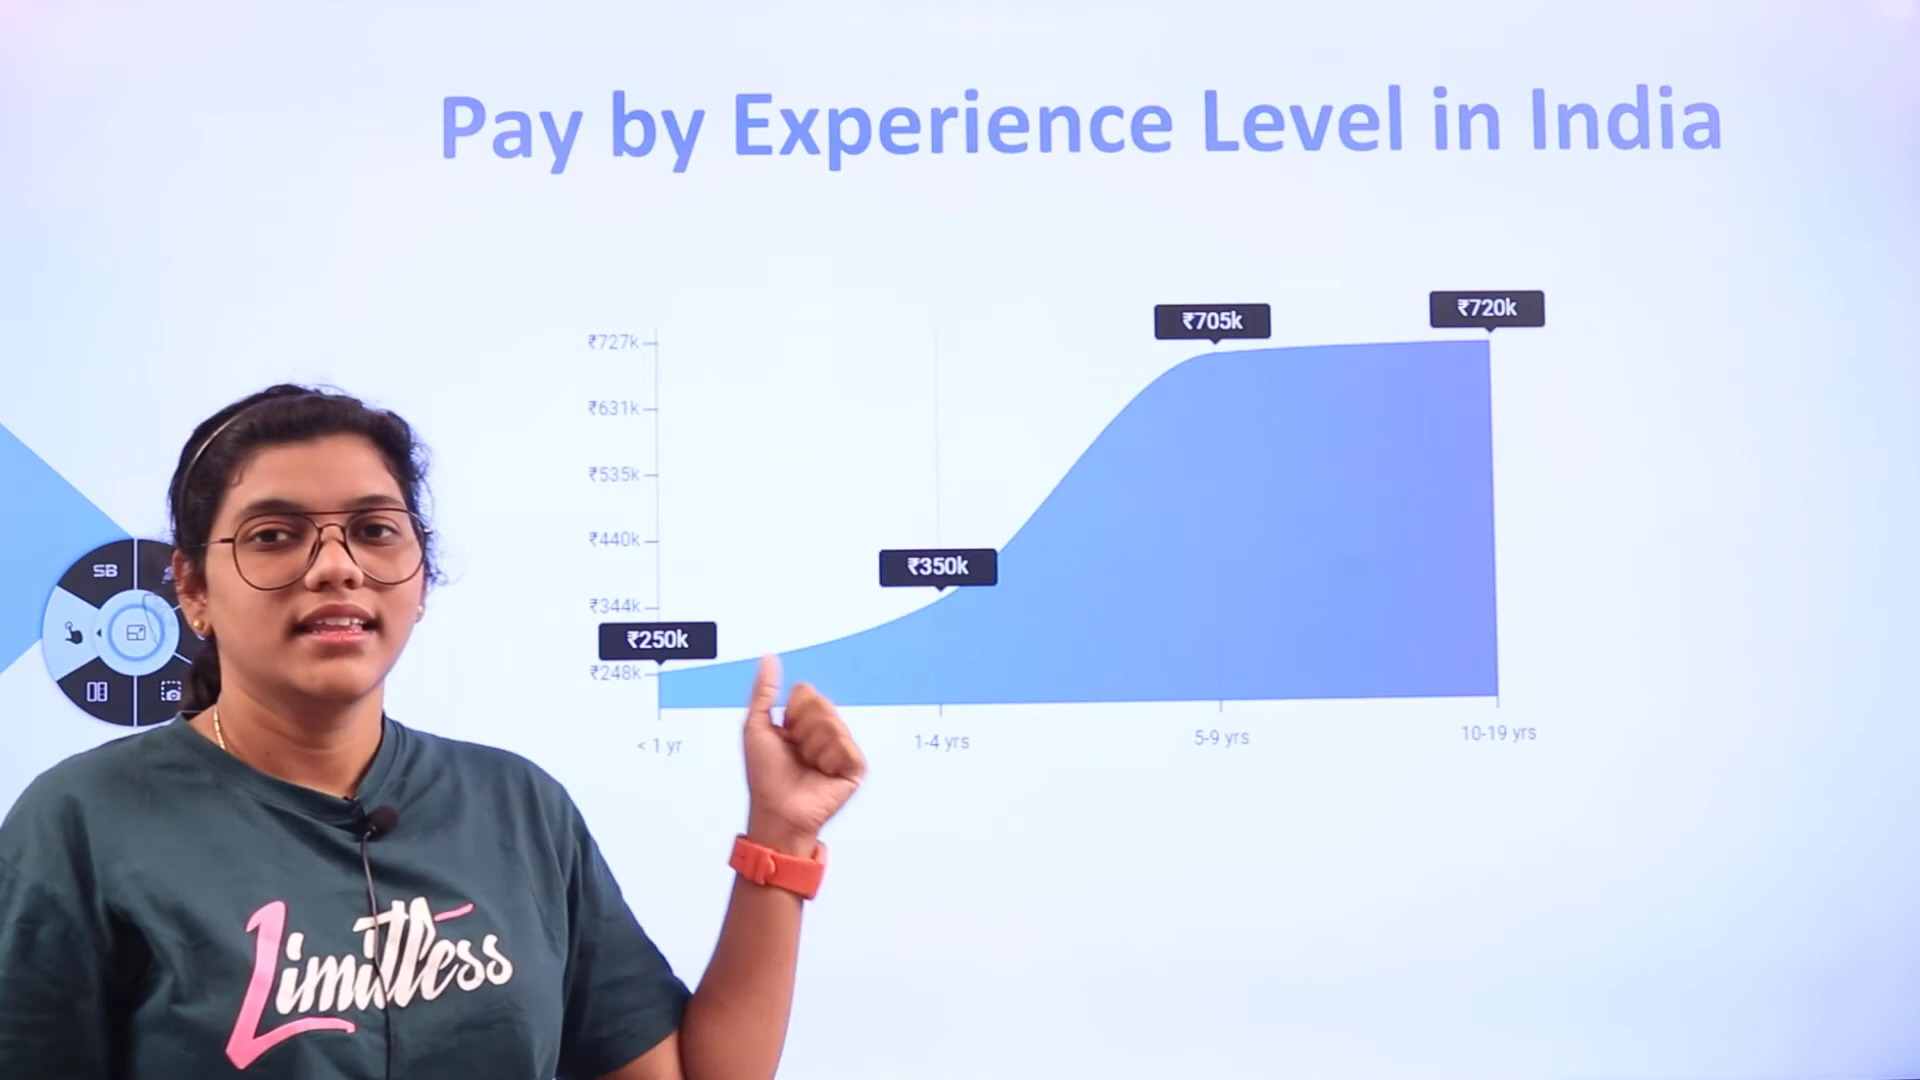 Pay by Experience Level in India
₹727k
₹631k
₹535k
₹440k
₹344k
₹248k
₹250k
₹350k
₹705k
₹720k
< 1 yr
1-4 yrs
5-9 yrs
10-19 yrs
SB
Limitless